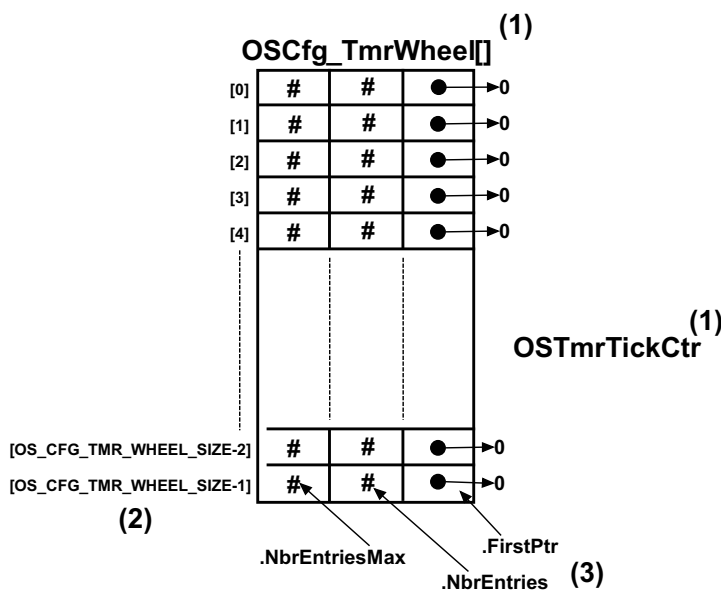 (1)
OSCfg_TmrWheel[]
[0] # # 0
[1] # # 0
[2] # # 0
[3] # # 0
[4] # # 0
(1)
OSTmrTickCtr
[OS_CFG_TMR_WHEEL_SIZE-2] # # 0
[OS_CFG_TMR_WHEEL_SIZE-1] # # 0
(2)
.FirstPtr
.NbrEntriesMax
.NbrEntries (3)